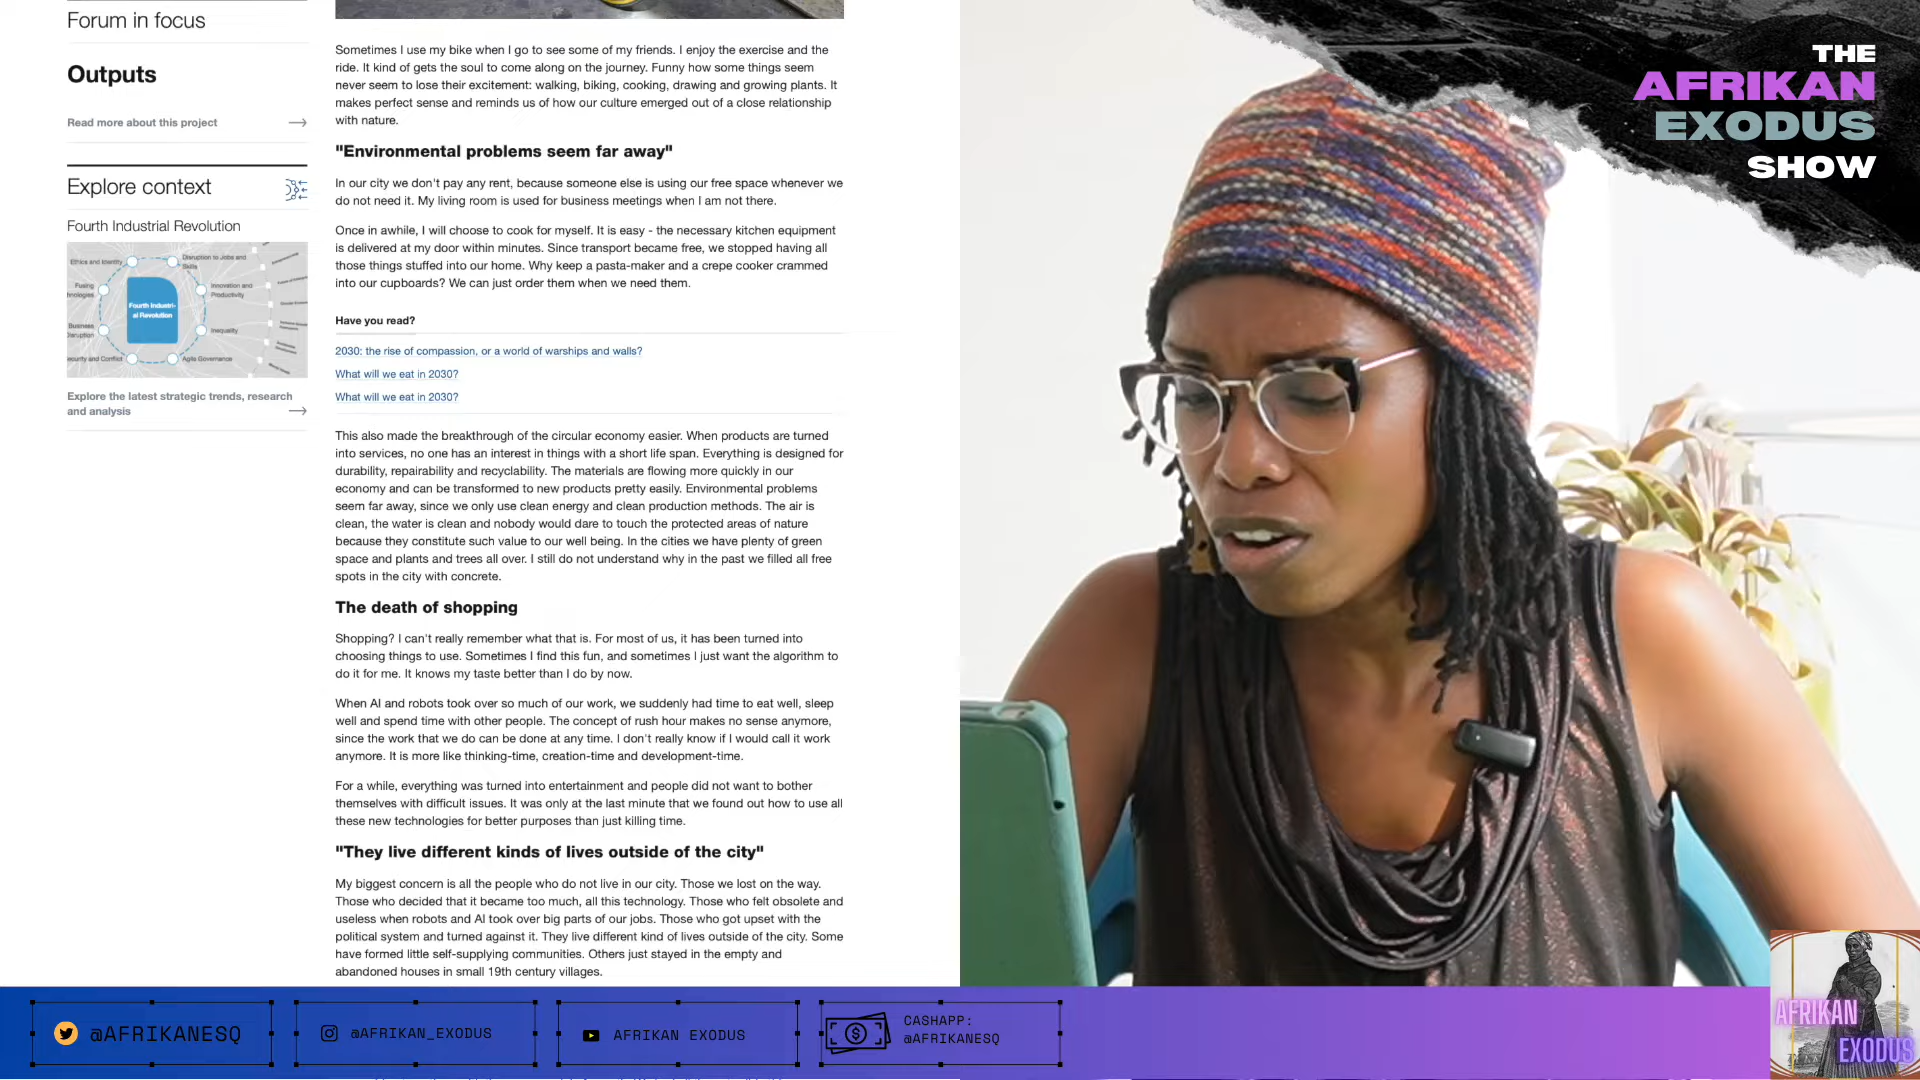 Forum in focus
Outputs
Read more about this project
Explore context
Fourth Industrial Revolution
Ethics and Identity
Disruption to Jobs and
Skills
Fusing
Innovation and
Productivity
Fourth Industri-
al Revolution
Business
Disruption
Inequality
ecurity and Conflict
Agile Governance
Explore the latest strategic trends, research
and analysis
Sometimes I use my bike when I go to see some of my friends. I enjoy the exercise and the
ride. It kind of gets the soul to come along on the journey. Funny how some things seem
never seem to lose their excitement: walking, biking, cooking, drawing and growing plants. It
makes perfect sense and reminds us of how our culture emerged out of a close relationship
with nature.
"Environmental problems seem far away"
In our city we don't pay any rent, because someone else is using our free space whenever we
do not need it. My living room is used for business meetings when I am not there.
Once in awhile, I will choose to cook for myself. It is easy - the necessary kitchen equipment
is delivered at my door within minutes. Since transport became free, we stopped having all
those things stuffed into our home. Why keep a pasta-maker and a crepe cooker crammed
into our cupboards? We can just order them when we need them.
Have you read?
2030: the rise of compassion, or a world of warships and walls?
What will we eat in 2030?
What will we eat in 2030?
This also made the breakthrough of the circular economy easier. When products are turned
into services, no one has an interest in things with a short life span. Everything is designed for
durability, repairability and recyclability. The materials are flowing more quickly in our
economy and can be transformed to new products pretty easily. Environmental problems
seem far away, since we only use clean energy and clean production methods. The air is
clean, the water is clean and nobody would dare to touch the protected areas of nature
because they constitute such value to our well being. In the cities we have plenty of green
space and plants and trees all over. I still do not understand why in the past we filled all free
spots in the city with concrete.
The death of shopping
Shopping? I can't really remember what that is. For most of us, it has been turned into
choosing things to use. Sometimes I find this fun, and sometimes I just want the algorithm to
do it for me. It knows my taste better than I do by now.
When AI and robots took over so much of our work, we suddenly had time to eat well, sleep
well and spend time with other people. The concept of rush hour makes no sense anymore,
since the work that we do can be done at any time. I don't really know if I would call it work
anymore. It is more like thinking-time, creation-time and development-time.
For a while, everything was turned into entertainment and people did not want to bother
themselves with difficult issues. It was only at the last minute that we found out how to use all
these new technologies for better purposes than just killing time.
"They live different kinds of lives outside of the city"
My biggest concern is all the people who do not live in our city. Those we lost on the way.
Those who decided that it became too much, all this technology. Those who felt obsolete and
useless when robots and AI took over big parts of our jobs. Those who got upset with the
political system and turned against it. They live different kind of lives outside of the city. Some
have formed little self-supplying communities. Others just stayed in the empty and
abandoned houses in small 19th century villages.
THE
AFRIKAN
EXODUS
SHOW
@AFRIKANESQ
@AFRIKAN_EXODUS
AFRIKAN EXODUS
CASHAPP:
@AFRIKANESQ
AFRIKAN
EXODUS